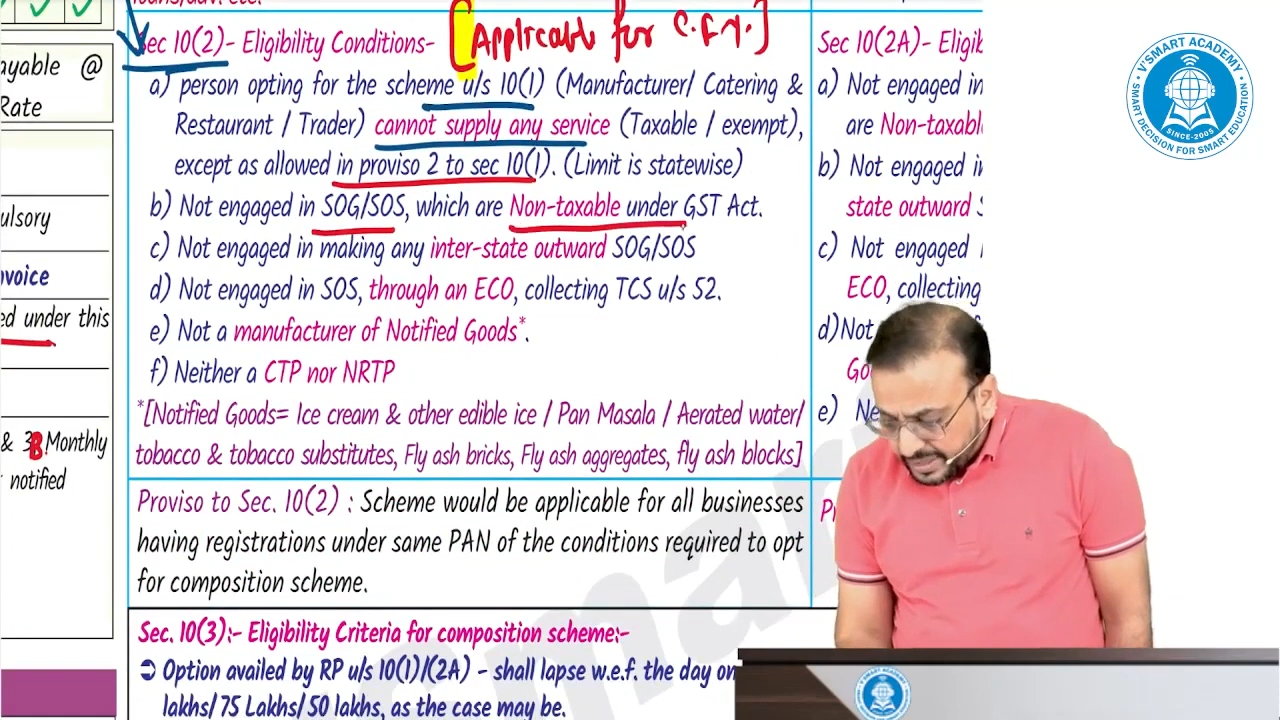 loans/adv. etc.
[Applicable for C.F.Y.]
Sec 10(2)- Eligibility Conditions-
a) person opting for the scheme u/s 10(1) (Manufacturer/ Catering &
Restaurant / Trader) cannot supply any service (Taxable / exempt),
except as allowed in proviso 2 to sec 10(1). (Limit is statewise)
b) Not engaged in SOG/SOS, which are Non-taxable under GST Act.
c) Not engaged in making any inter-state outward SOG/SOS
d) Not engaged in SOS, through an ECO, collecting TCS u/s 52.
e) Not a manufacturer of Notified Goods*.
f) Neither a CTP nor NRTP
*[Notified Goods= Ice cream & other edible ice / Pan Masala / Aerated water/
tobacco & tobacco substitutes, Fly ash bricks, Fly ash aggregates, fly ash blocks]
Proviso to Sec. 10(2) : Scheme would be applicable for all businesses
having registrations under same PAN of the conditions required to opt
for composition scheme.
Sec. 10(3):- Eligibility Criteria for composition scheme:-
➲ Option availed by RP u/s 10(1)/(2A) - shall lapse w.e.f. the day on
lakhs/ 75 Lakhs/ 50 lakhs, as the case may be.
ayable @
Rate
ulsory
nvoice
ed under this
& 3B Monthly
notified
Sec 10(2A)- Eligib
a) Not engaged in
are Non-taxabl
b) Not engaged in
state outward S
c) Not engaged
ECO, collecting
d) Not
Go
e) Ne
V'SMART ACADEMY
SINCE-2005
SMART DECISION FOR SMART EDUCATION